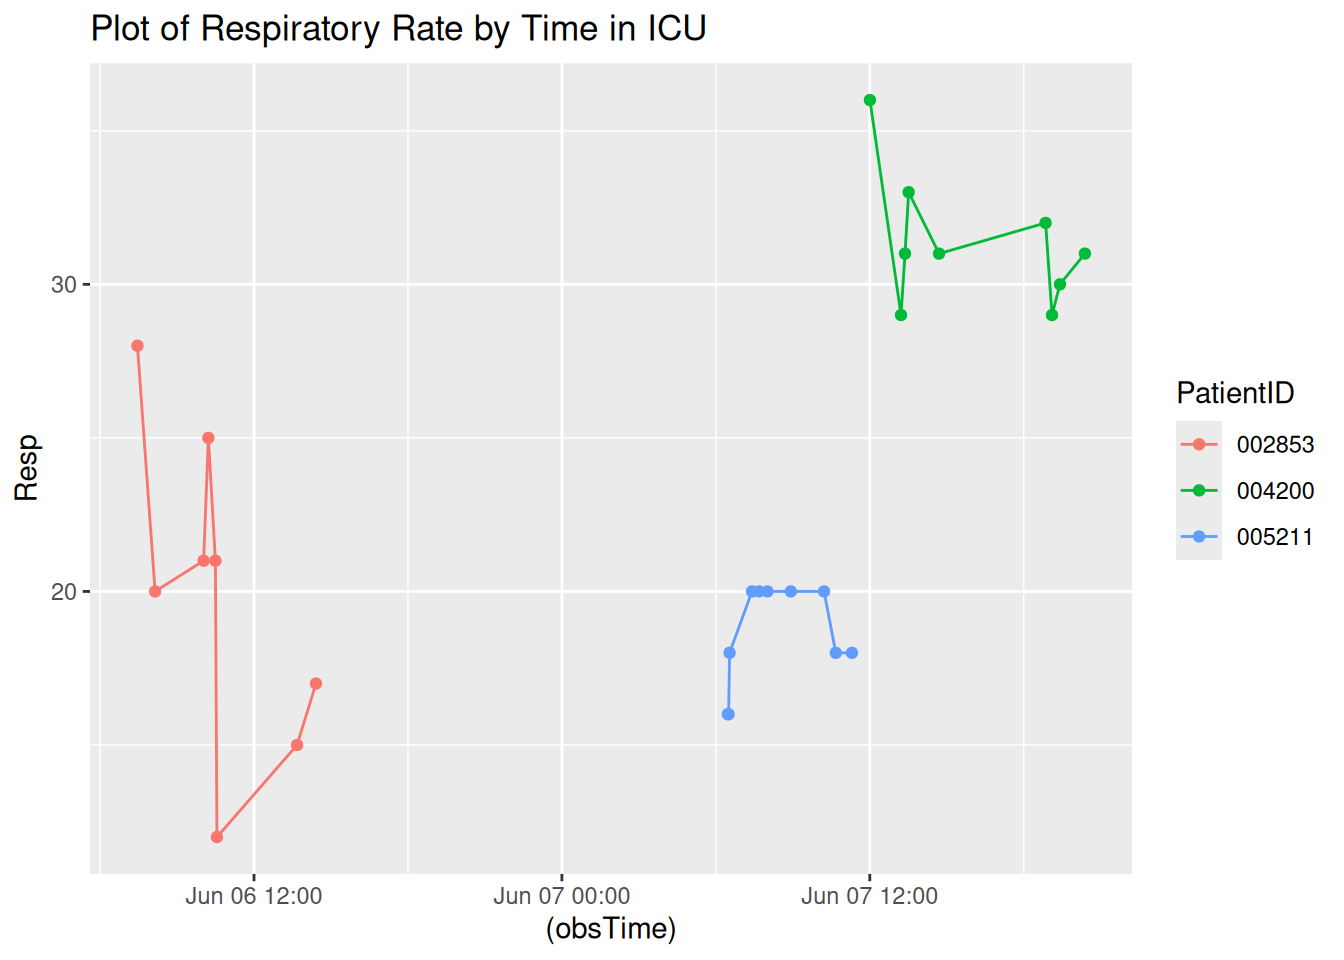 Plot of Respiratory Rate by Time in ICU
Resp
30
20
Jun 06 12:00
Jun 07 00:00
Jun 07 12:00
(obsTime)
PatientID
002853
004200
005211